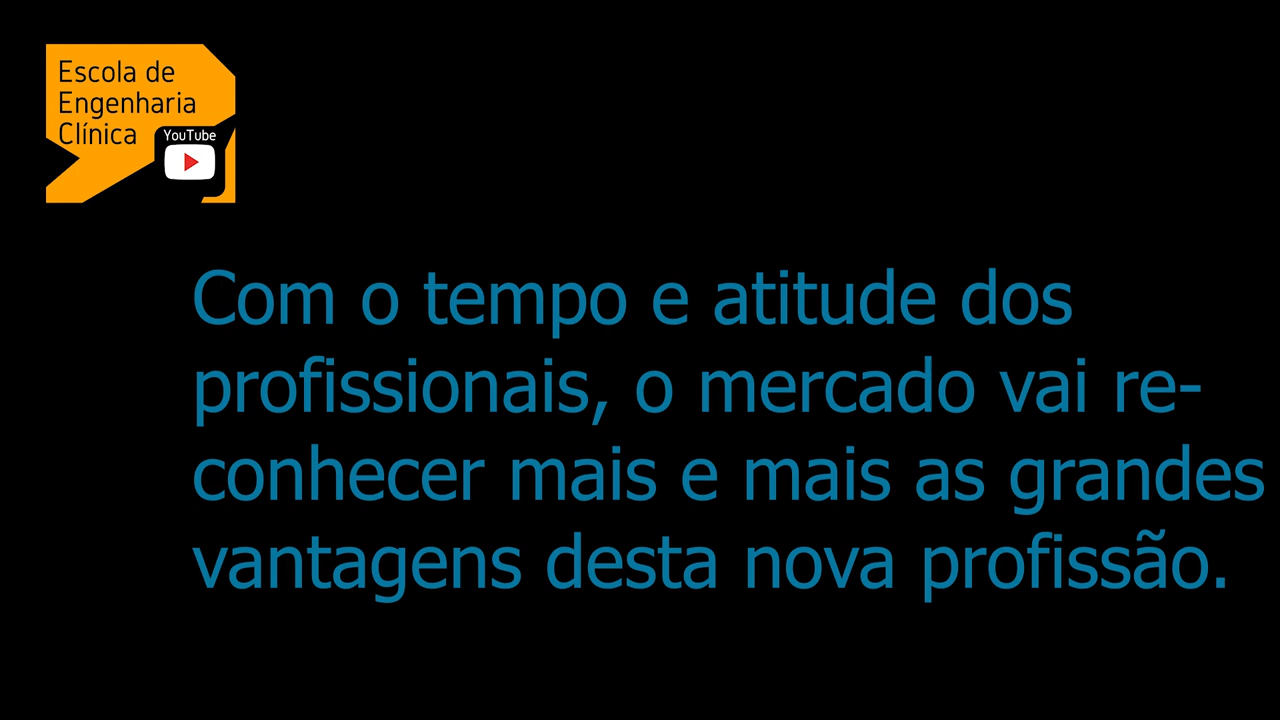 Escola de
Engenharia
Clínica
YouTube
Com o tempo e atitude dos
profissionais, o mercado vai re-
conhecer mais e mais as grandes
vantagens desta nova profissão.